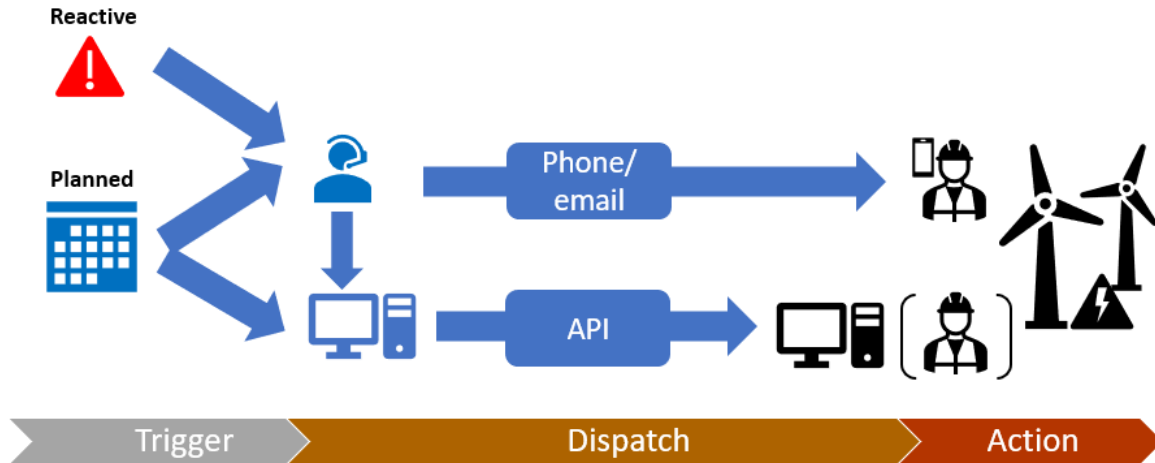 Reactive
Planned
Phone/
email
API
Trigger
Dispatch
Action